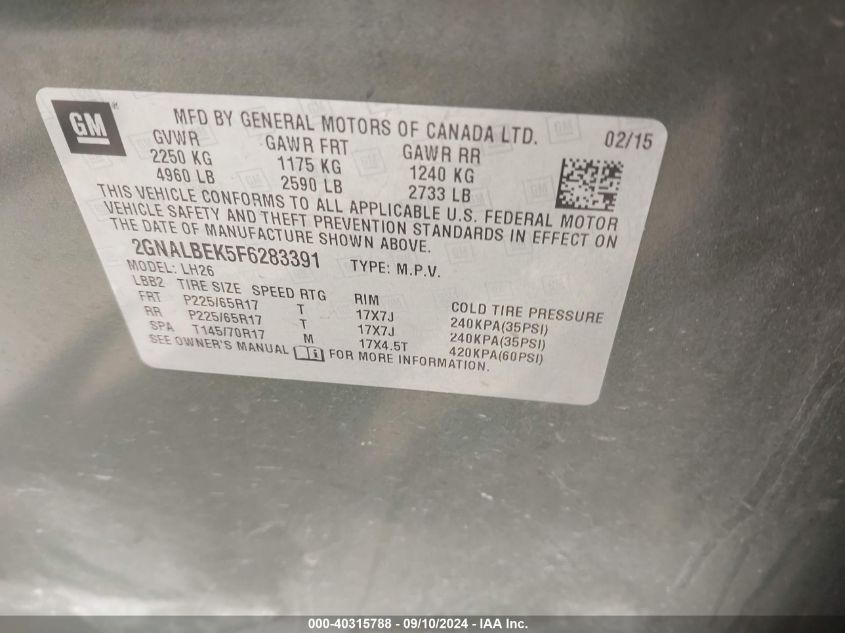 GM
MFD BY GENERAL MOTORS OF CANADA LTD. 02/15
GVWR GAWR FRT GAWR RR
2250 KG 1175 KG 1240 KG
4960 LB 2590 LB 2733 LB
THIS VEHICLE CONFORMS TO ALL APPLICABLE U.S. FEDERAL MOTOR
VEHICLE SAFETY AND THEFT PREVENTION STANDARDS IN EFFECT ON
THE DATE OF MANUFACTURE SHOWN ABOVE.
2GNALBEK5F6283391 TYPE: M.P.V.
MODEL: LH26
LBB2 TIRE SIZE SPEED RTG RIM COLD TIRE PRESSURE
FRT P225/65R17 T 17X7J 240KPA(35PSI)
RR P225/65R17 T 17X7J 240KPA(35PSI)
SPA T145/70R17 M 17X4.5T 420KPA(60PSI)
SEE OWNER'S MANUAL FOR MORE INFORMATION.
000-40315788 - 09/10/2024 - IAA Inc.